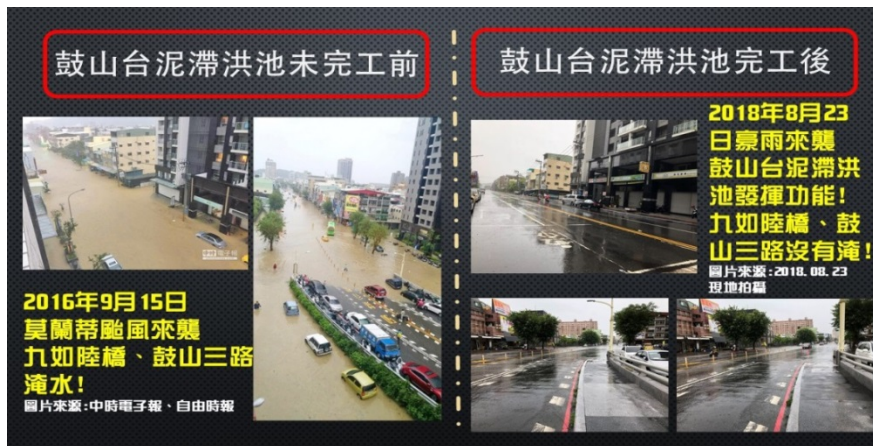 鼓山台泥滯洪池未完工前
2016年9月15日
莫蘭蒂颱風來襲
九如陸橋、鼓山三路
淹水!
圖片來源:中時電子報、自由時報
鼓山台泥滯洪池完工後
2018年8月23
日豪雨來襲
鼓山台泥滯洪
池發揮功能!
九如陸橋、鼓
山三路沒有淹!
圖片來源:2018.08.23
現地拍攝